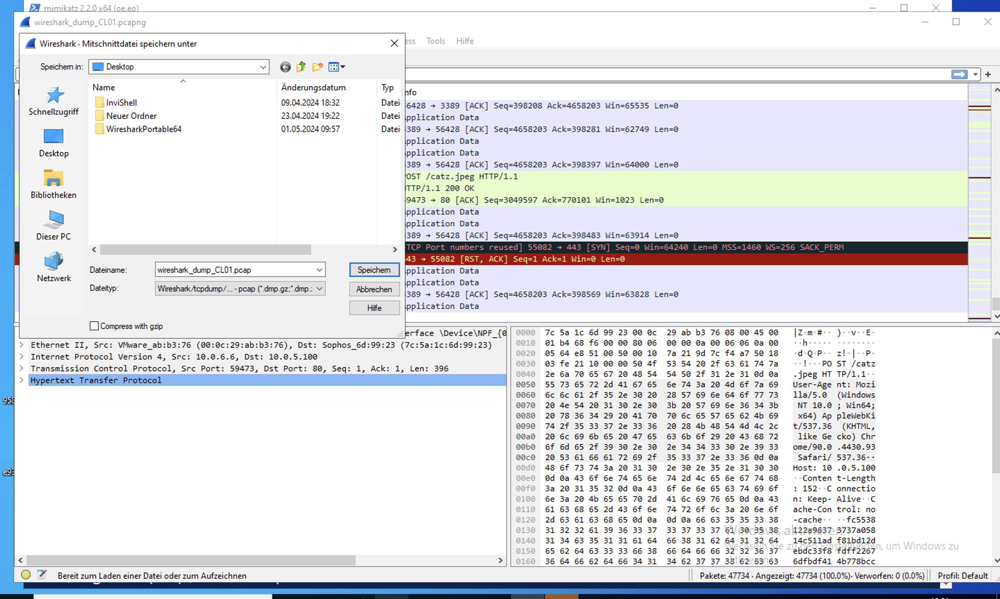 mimikatz 2.2.0 x64 (oe.eo)
wireshark_dump_CL01.pcapng
Wireshark · Mitschnittdatei speichern unter
ess Tools Hilfe
Speichern in: Desktop
Name Änderungsdatum Typ
InviShell 09.04.2024 18:32 Datei
Neuer Ordner 23.04.2024 19:22 Datei
WiresharkPortable64 01.05.2024 09:57 Datei
Schnellzugriff
Desktop
Bibliotheken
Dieser PC
Netzwerk
Dateiname: wireshark_dump_CL01.pcap Speichern
Dateityp: Wireshark/tcpdump/... - pcap (*.dmp.gz;*.dmp.: Abbrechen
Hilfe
Compress with gzip
nfo
56428 → 3389 [ACK] Seq=398208 Ack=4658203 Win=65535 Len=0
Application Data
3389 → 56428 [ACK] Seq=4658203 Ack=398281 Win=62749 Len=0
Application Data
Application Data
3389 → 56428 [ACK] Seq=4658203 Ack=398397 Win=64000 Len=0
POST /catz.jpeg HTTP/1.1
HTTP/1.1 200 OK
59473 → 80 [ACK] Seq=3049597 Ack=770101 Win=1023 Len=0
Application Data
Application Data
3389 → 56428 [ACK] Seq=4658203 Ack=398483 Win=63914 Len=0
TCP Port numbers reused] 55082 → 443 [SYN] Seq=0 Win=64240 Len=0 MSS=1460 WS=256 SACK_PERM
43 → 55082 [RST, ACK] Seq=1 Ack=1 Win=0 Len=0
Application Data
Application Data
3389 → 56428 [ACK] Seq=4658203 Ack=398569 Win=63828 Len=0
Application Data
erface \Device\NPF_{0
Ethernet II, Src: VMware_ab:b3:76 (00:0c:29:ab:b3:76), Dst: Sophos_6d:99:23 (7c:5a:1c:6d:99:23)
Internet Protocol Version 4, Src: 10.0.6.6, Dst: 10.0.5.100
Transmission Control Protocol, Src Port: 59473, Dst Port: 80, Seq: 1, Ack: 1, Len: 396
Hypertext Transfer Protocol
958
e93
0000 7c 5a 1c 6d 99 23 00 0c 29 ab b3 76 08 00 45 00 |Z·m·#·· )··v··E·
0010 01 b4 68 f6 00 00 80 06 00 00 0a 00 06 06 0a 00 ··h····· ········
0020 05 64 e8 51 00 50 00 10 7a 21 9d 7c f4 a7 50 18 ·d·Q·P·· z!·|··P·
0030 03 fe 21 10 00 00 50 4f 53 54 20 2f 63 61 74 7a ··!···PO ST /catz
0040 2e 6a 70 65 67 20 48 54 54 50 2f 31 2e 31 0d 0a .jpeg HT TP/1.1··
0050 55 73 65 72 2d 41 67 65 6e 74 3a 20 4d 6f 7a 69 User-Age nt: Mozi
0060 6c 6c 61 2f 35 2e 30 20 28 57 69 6e 64 6f 77 73 lla/5.0 (Windows
0070 20 4e 54 20 31 30 2e 30 3b 20 57 69 6e 36 34 3b NT 10.0 ; Win64;
0080 20 78 36 34 29 20 41 70 70 6c 65 57 65 62 4b 69 x64) Ap pleWebKi
0090 74 2f 35 33 37 2e 33 36 20 28 4b 48 54 4d 4c 2c t/537.36 (KHTML,
00a0 20 6c 69 6b 65 20 47 65 63 6b 6f 29 20 43 68 72 like Ge cko) Chr
00b0 6f 6d 65 2f 39 30 2e 30 2e 34 34 33 30 2e 39 33 ome/90.0 .4430.93
00c0 20 53 61 66 61 72 69 2f 35 33 37 2e 33 36 0d 0a Safari/ 537.36··
00d0 48 6f 73 74 3a 20 31 30 2e 30 2e 35 2e 31 30 30 Host: 10 .0.5.100
00e0 0d 0a 43 6f 6e 74 65 6e 74 2d 4c 65 6e 67 74 68 ··Conten t-Length
00f0 3a 20 31 35 32 0d 0a 43 6f 6e 6e 65 63 74 69 6f : 152··C onnectio
0100 6e 3a 20 4b 65 65 70 2d 41 6c 69 76 65 0d 0a 43 n: Keep- Alive··C
0110 61 63 68 65 2d 43 6f 6e 74 72 6f 6c 3a 20 6e 6f ache-Con trol: no
0120 2d 63 61 63 68 65 0d 0a 0d 0a 66 63 35 35 33 38 -cache·· ··fc5538
0130 31 32 32 61 39 36 33 37 33 37 33 37 61 30 35 38 122a9637 3737a058
0140 31 34 63 35 31 31 61 64 66 38 31 62 64 31 32 64 14c511ad f81bd12d
0150 65 62 64 63 33 33 66 38 66 64 66 66 32 32 36 37 ebdc33f8 fdff2267
0160 36 64 66 62 64 66 34 31 34 62 37 37 38 62 63 63 6dfbdf41 4b778bcc
Windows aktivieren
Wechseln Sie zu den Einstellungen, um Windows zu
aktivieren.
Bereit zum Laden einer Datei oder zum Aufzeichnen
Pakete: 47734 · Angezeigt: 47734 (100.0%)· Verworfen: 0 (0.0%) Profil: Default